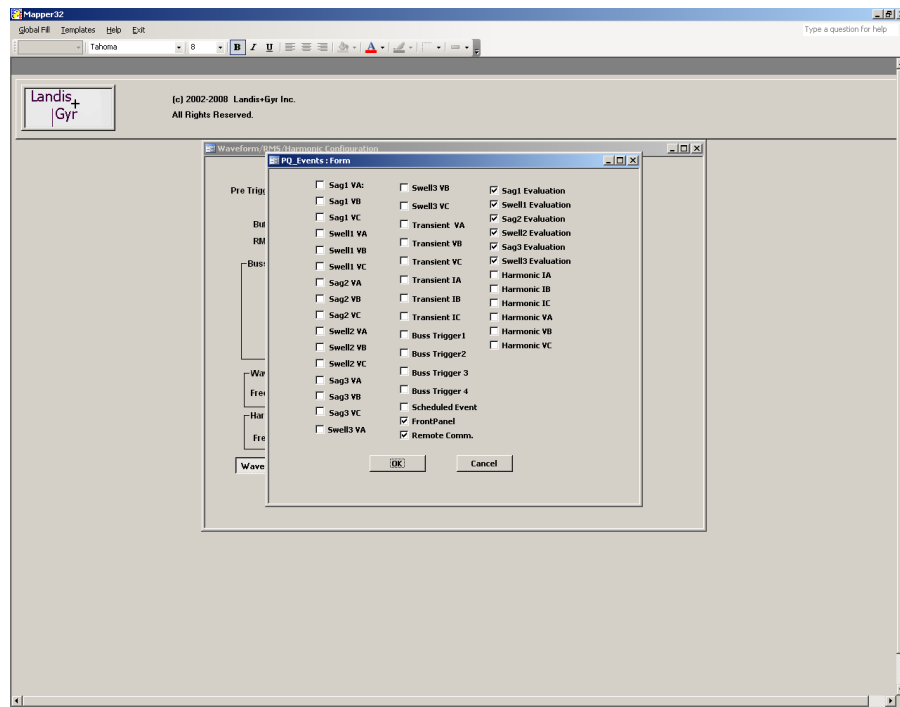 Mapper32
Global Fill Templates Help Exit
Type a question for help
Tahoma 8 B I U A
Landis+
Gyr
(c) 2002-2008 Landis+Gyr Inc.
All Rights Reserved.
Waveform/RMS/Harmonic Configuration
Pre Trig
Buf
RM
Buss
Wav
Fre
Har
Fre
Wave
PQ_Events : Form
Sag1 VA:
Sag1 VB
Sag1 VC
Swell1 VA
Swell1 VB
Swell1 VC
Sag2 VA
Sag2 VB
Sag2 VC
Swell2 VA
Swell2 VB
Swell2 VC
Sag3 VA
Sag3 VB
Sag3 VC
Swell3 VA
Swell3 VB
Swell3 VC
Transient VA
Transient VB
Transient VC
Transient IA
Transient IB
Transient IC
Buss Trigger1
Buss Trigger2
Buss Trigger 3
Buss Trigger 4
Scheduled Event
FrontPanel
Remote Comm.
Sag1 Evaluation
Swell1 Evaluation
Sag2 Evaluation
Swell2 Evaluation
Sag3 Evaluation
Swell3 Evaluation
Harmonic IA
Harmonic IB
Harmonic IC
Harmonic VA
Harmonic VB
Harmonic VC
OK Cancel